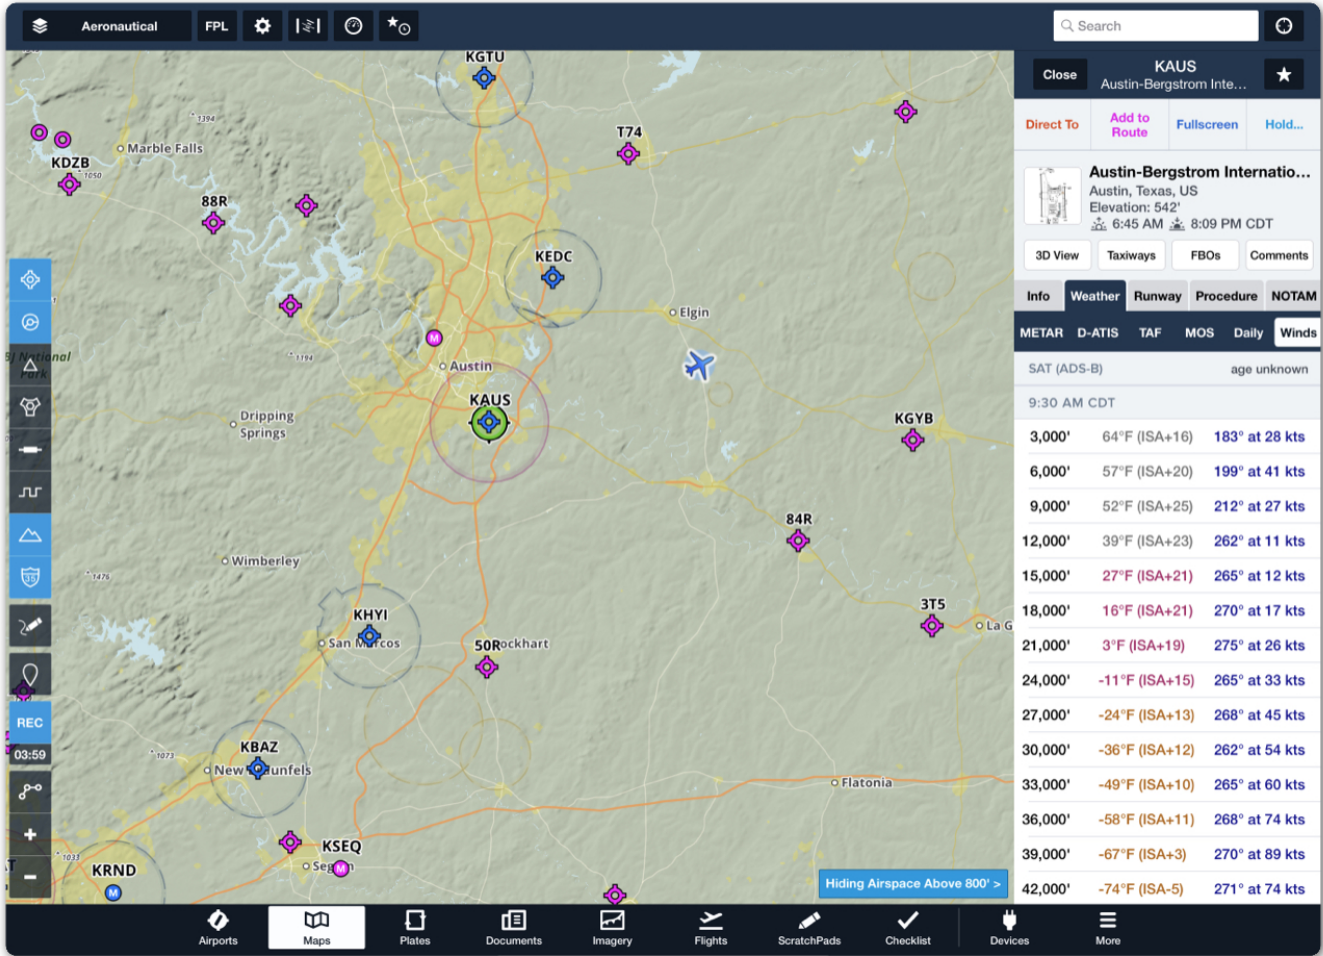 Aeronautical
FPL
Search
KGTU
1394
Marble Falls
KDZB
1050
T74
88R
KEDC
Elgin
1194
M
Austin
KAUS
Dripping
Springs
KGYB
84R
Wimberley
1476
KHYI
San Marcos
3T5
La G
50R
ockhart
REC
03:59
1073
KBAZ
New
unfels
Flatonia
KSEQ
Seg
n
M
1033
KRND
M
Hiding Airspace Above 800' >
Close
KAUS
Austin-Bergstrom Inte...
Direct To
Add to
Route
Fullscreen
Hold...
Austin-Bergstrom Internatio...
Austin, Texas, US
Elevation: 542'
6:45 AM 8:09 PM CDT
3D View Taxiways FBOs Comments
Info Weather Runway Procedure NOTAM
METAR D-ATIS TAF MOS Daily Winds
SAT (ADS-B) age unknown
9:30 AM CDT
3,000' 64°F (ISA+16) 183° at 28 kts
6,000' 57°F (ISA+20) 199° at 41 kts
9,000' 52°F (ISA+25) 212° at 27 kts
12,000' 39°F (ISA+23) 262° at 11 kts
15,000' 27°F (ISA+21) 265° at 12 kts
18,000' 16°F (ISA+21) 270° at 17 kts
21,000' 3°F (ISA+19) 275° at 26 kts
24,000' -11°F (ISA+15) 265° at 33 kts
27,000' -24°F (ISA+13) 268° at 45 kts
30,000' -36°F (ISA+12) 262° at 54 kts
33,000' -49°F (ISA+10) 265° at 60 kts
36,000' -58°F (ISA+11) 268° at 74 kts
39,000' -67°F (ISA+3) 270° at 89 kts
42,000' -74°F (ISA-5) 271° at 74 kts
Airports Maps Plates Documents Imagery Flights ScratchPads Checklist Devices More